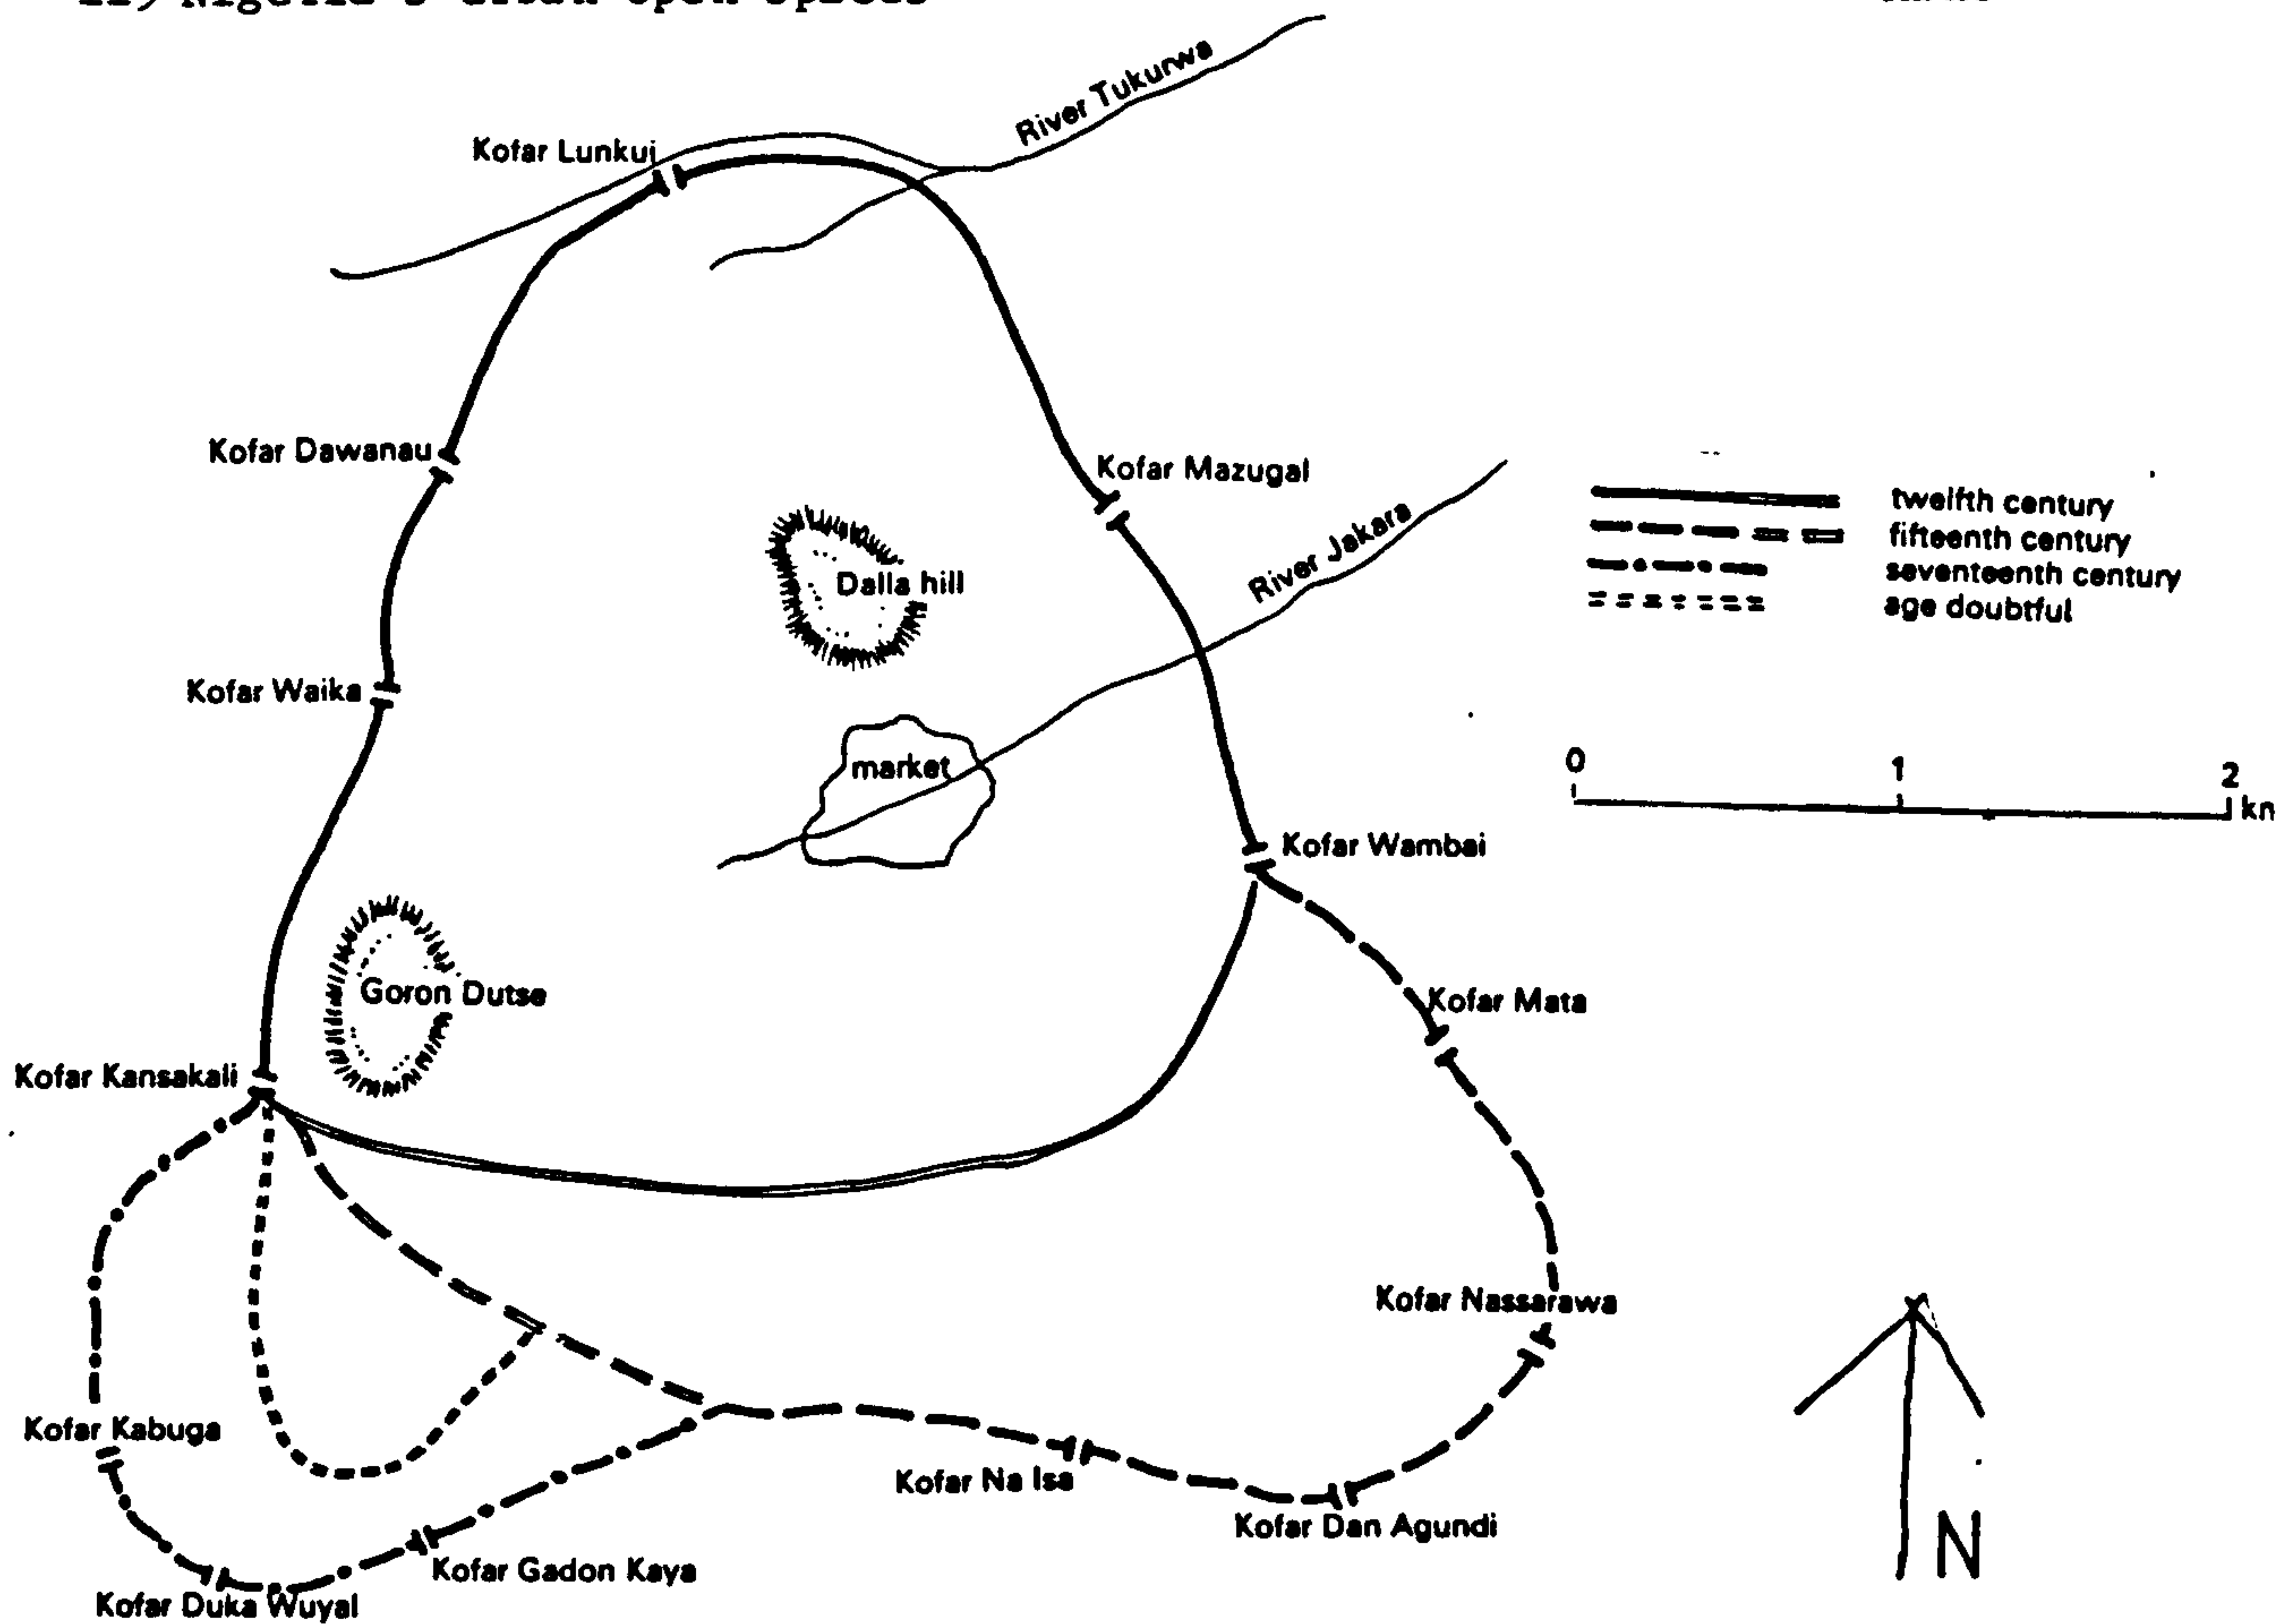 River Tukurwa
Kofar Lunkui
Kofar Dawanau
Kofar Mazugal
twelfth century
fifteenth century
seventeenth century
age doubtful
River Jakara
Dalla hill
Kofar Waika
market
0 1 2
kn
Kofar Wambai
Goron Dutse
Kofar Mata
Kofar Kansakali
Kofar Nassarawa
Kofar Kabuga
Kofar Na Isa
Kofar Dan Agundi
Kofar Gadon Kaya
Kofar Duka Wuyal
N